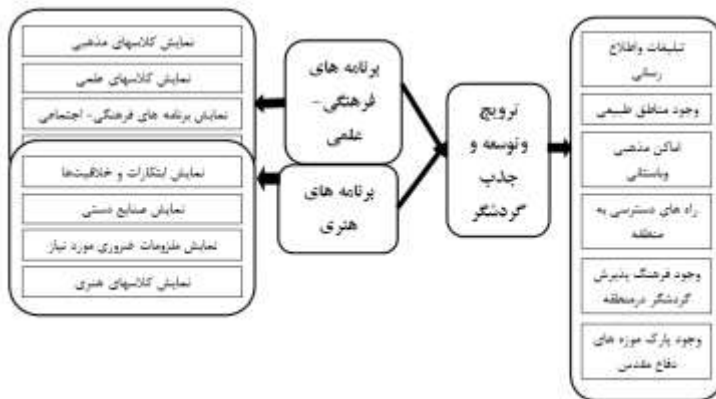 تبلیغات واطلاع
رسانی
وجود مناطق طبیعی
اماکن مذهبی
وباستانی
راه های دسترسی به
منطقه
وجود فرهنگ پذیرش
گردشگر درمنطقه
وجود پارک موزه های
دفاع مقدس
ترویج
وتوسعه و
جذب
گردشگر
برنامه های
فرهنگی-
علمی
برنامه های
هنری
نمایش کلاسهای مذهبی
نمایش کلاسهای علمی
نمایش برنامه های فرهنگی- اجتماعی
نمایش ابتکارات و خلاقیت‌ها
نمایش صنایع دستی
نمایش ملزومات ضروری مورد نیاز
نمایش کلاسهای هنری